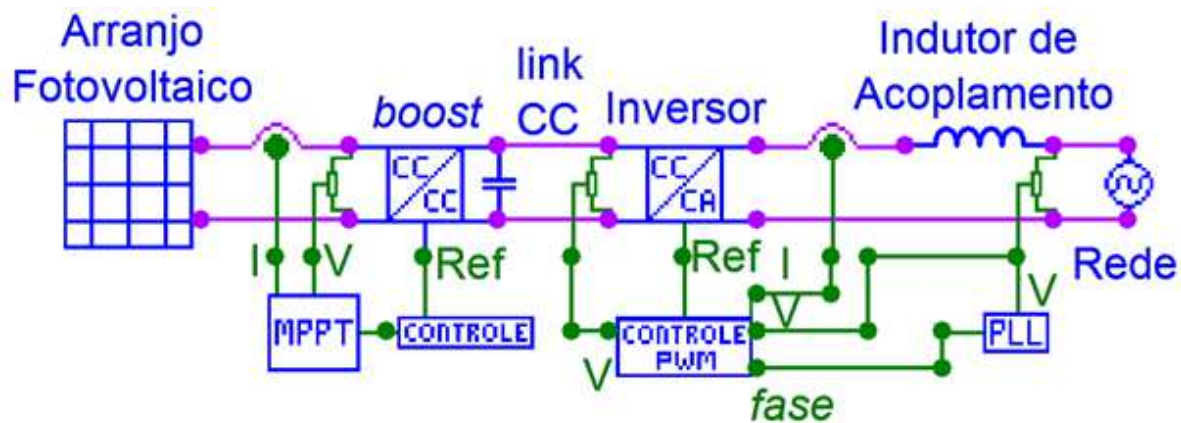 Arranjo
Fotovoltaico
boost
link
CC
Inversor
Indutor de
Acoplamento
CC
CC
CC
CA
I
V
Ref
Ref
I
V
V
Rede
MPPT
CONTROLE
V
CONTROLE
PWM
PLL
fase